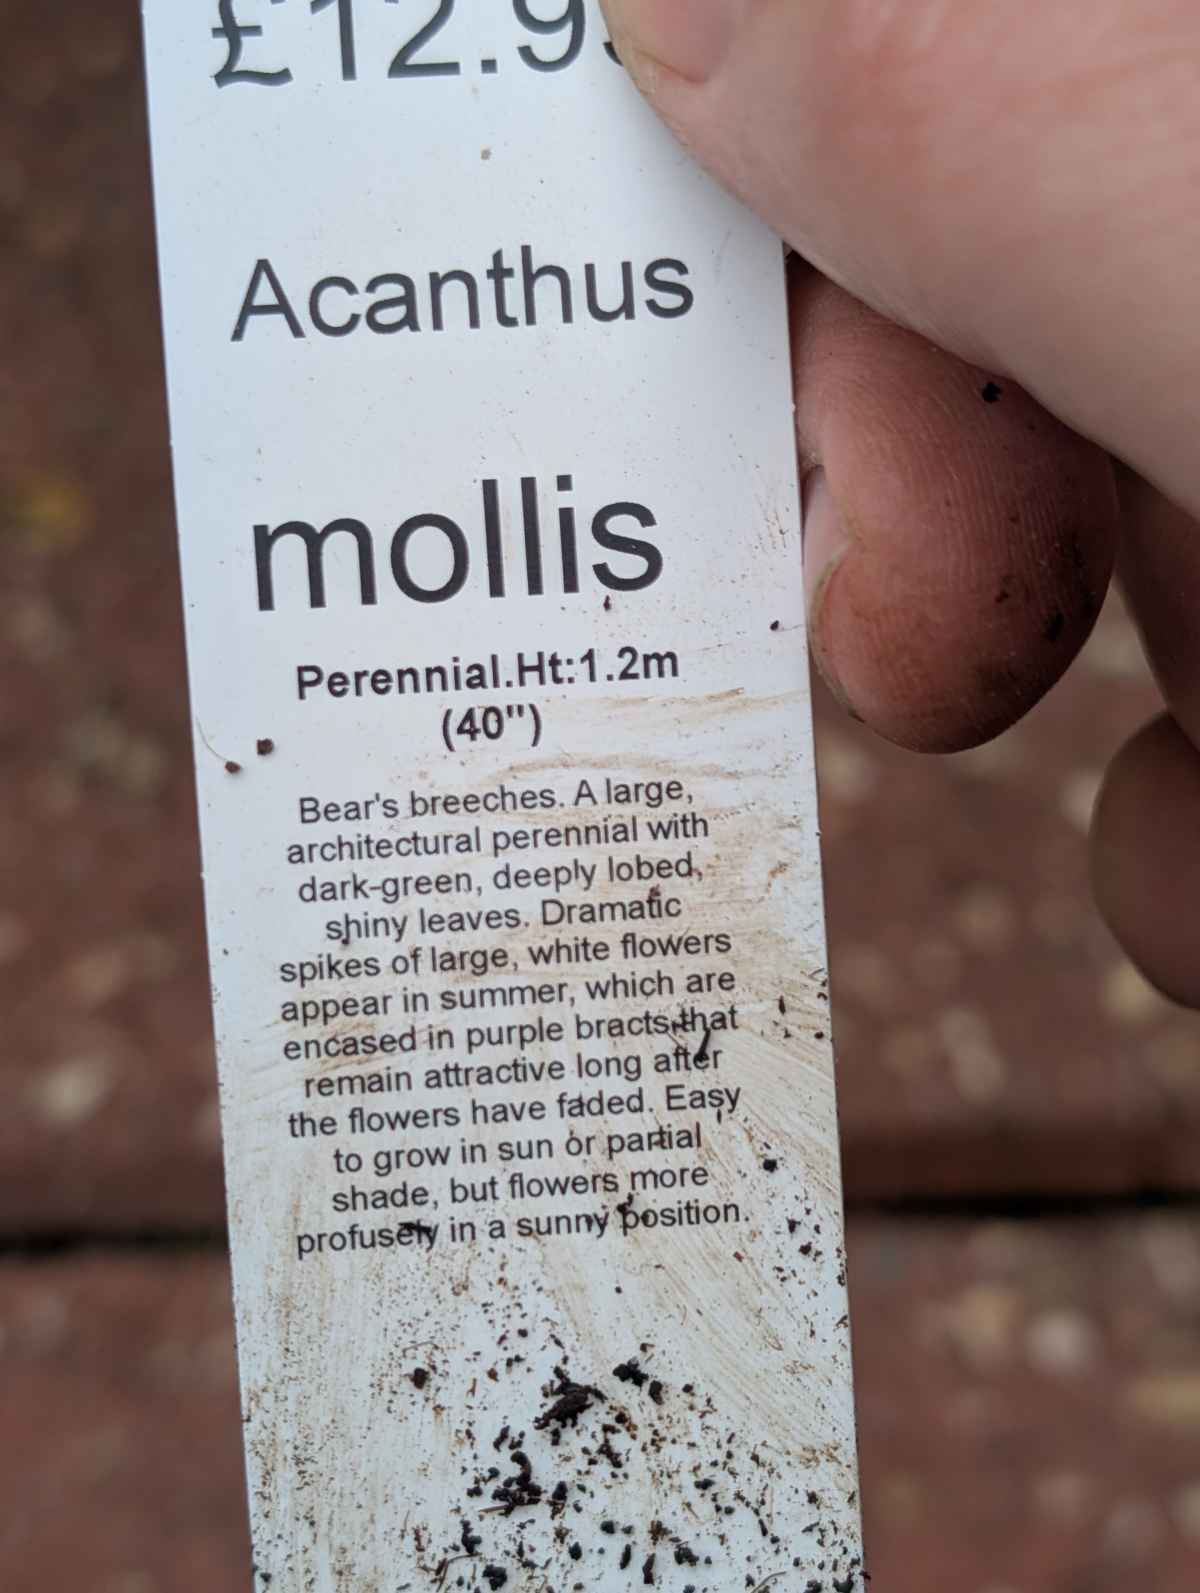 £12.9
Acanthus
mollis
Perennial.Ht:1.2m
(40")
Bear's breeches. A large,
architectural perennial with
dark-green, deeply lobed,
shiny leaves. Dramatic
spikes of large, white flowers
appear in summer, which are
encased in purple bracts that
remain attractive long after
the flowers have faded. Easy
to grow in sun or partial
shade, but flowers more
profusely in a sunny position.